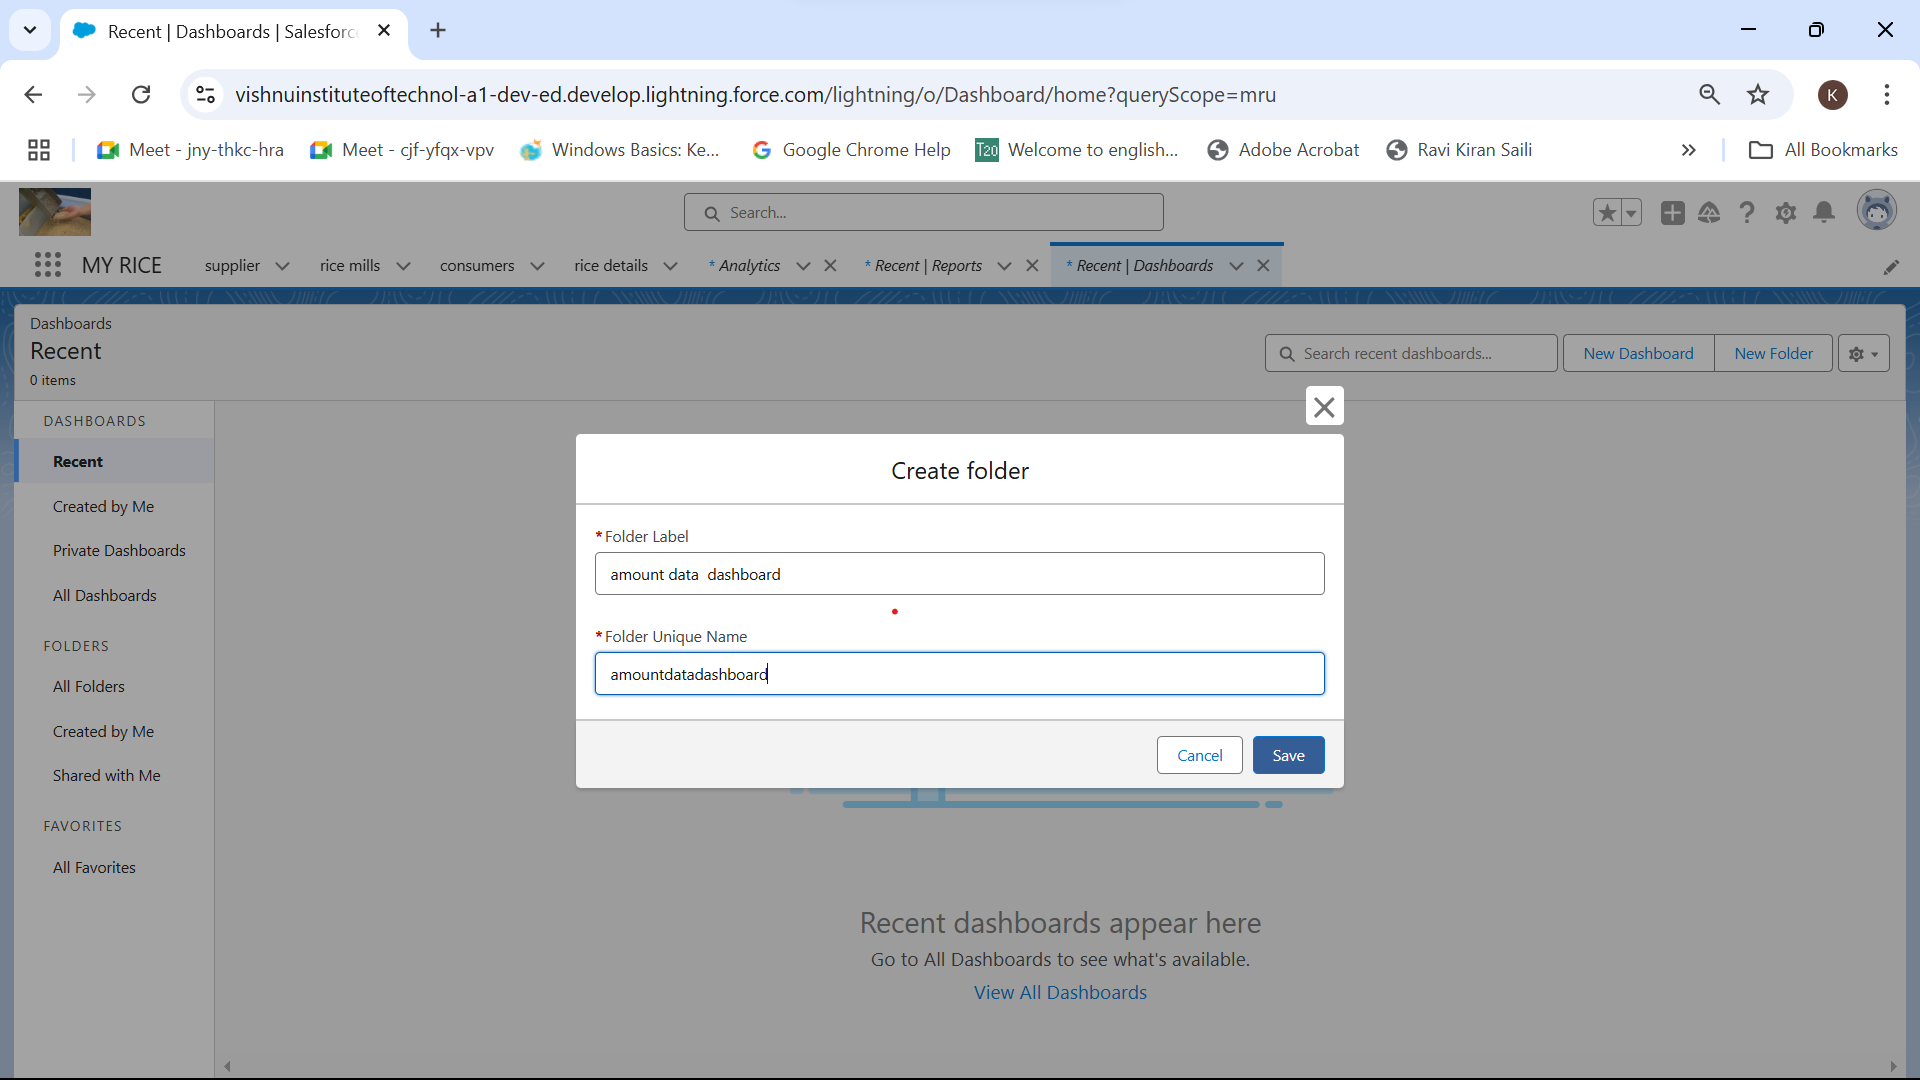 Recent | Dashboards | Salesforc
vishnuinstituteoftechnol-a1-dev-ed.develop.lightning.force.com/lightning/o/Dashboard/home?queryScope=mru
K
Meet - jny-thkc-hra
Meet - cjf-yfqx-vpv
Windows Basics: Ke...
Google Chrome Help
T20
Welcome to english...
Adobe Acrobat
Ravi Kiran Saili
All Bookmarks
Search...
MY RICE
supplier
rice mills
consumers
rice details
* Analytics
* Recent | Reports
* Recent | Dashboards
Dashboards
Recent
0 items
Search recent dashboards...
New Dashboard
New Folder
DASHBOARDS
Recent
Created by Me
Private Dashboards
All Dashboards
FOLDERS
All Folders
Created by Me
Shared with Me
FAVORITES
All Favorites
Create folder
*Folder Label
amount data  dashboard
*Folder Unique Name
amountdatadashboard
Cancel
Save
Recent dashboards appear here
Go to All Dashboards to see what's available.
View All Dashboards